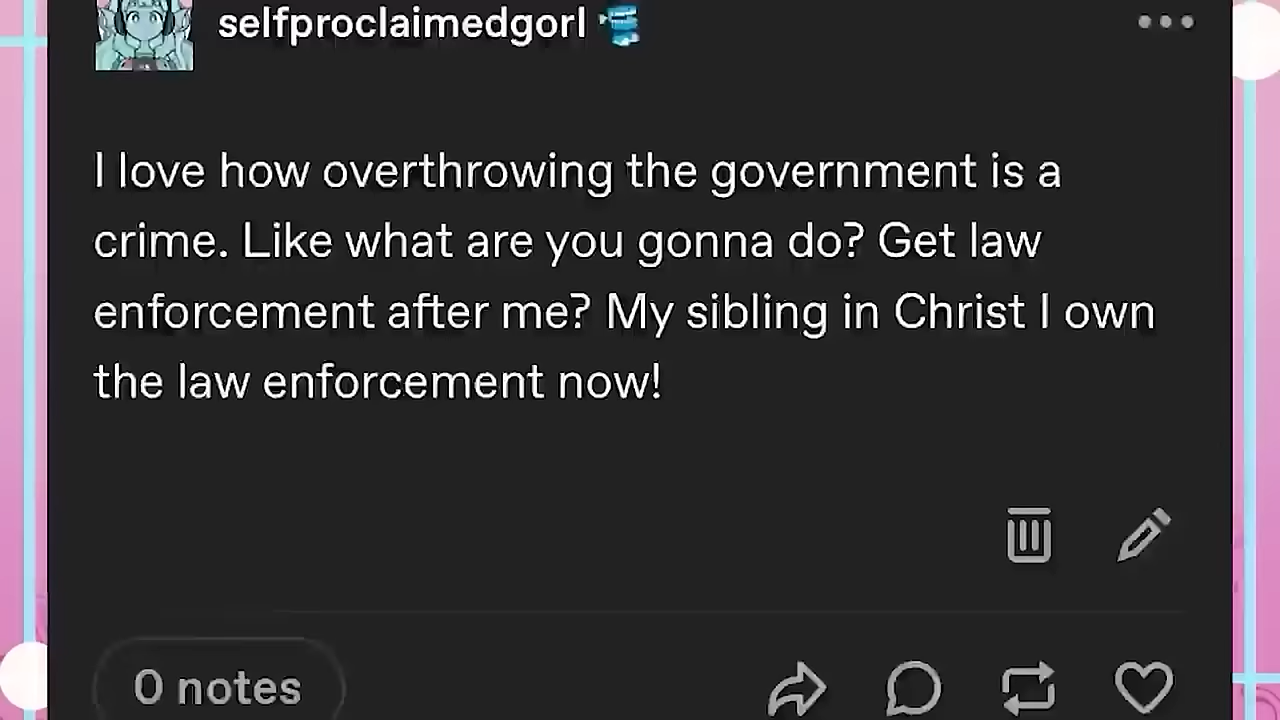 selfproclaimedgorl
I love how overthrowing the government is a
crime. Like what are you gonna do? Get law
enforcement after me? My sibling in Christ I own
the law enforcement now!
0 notes